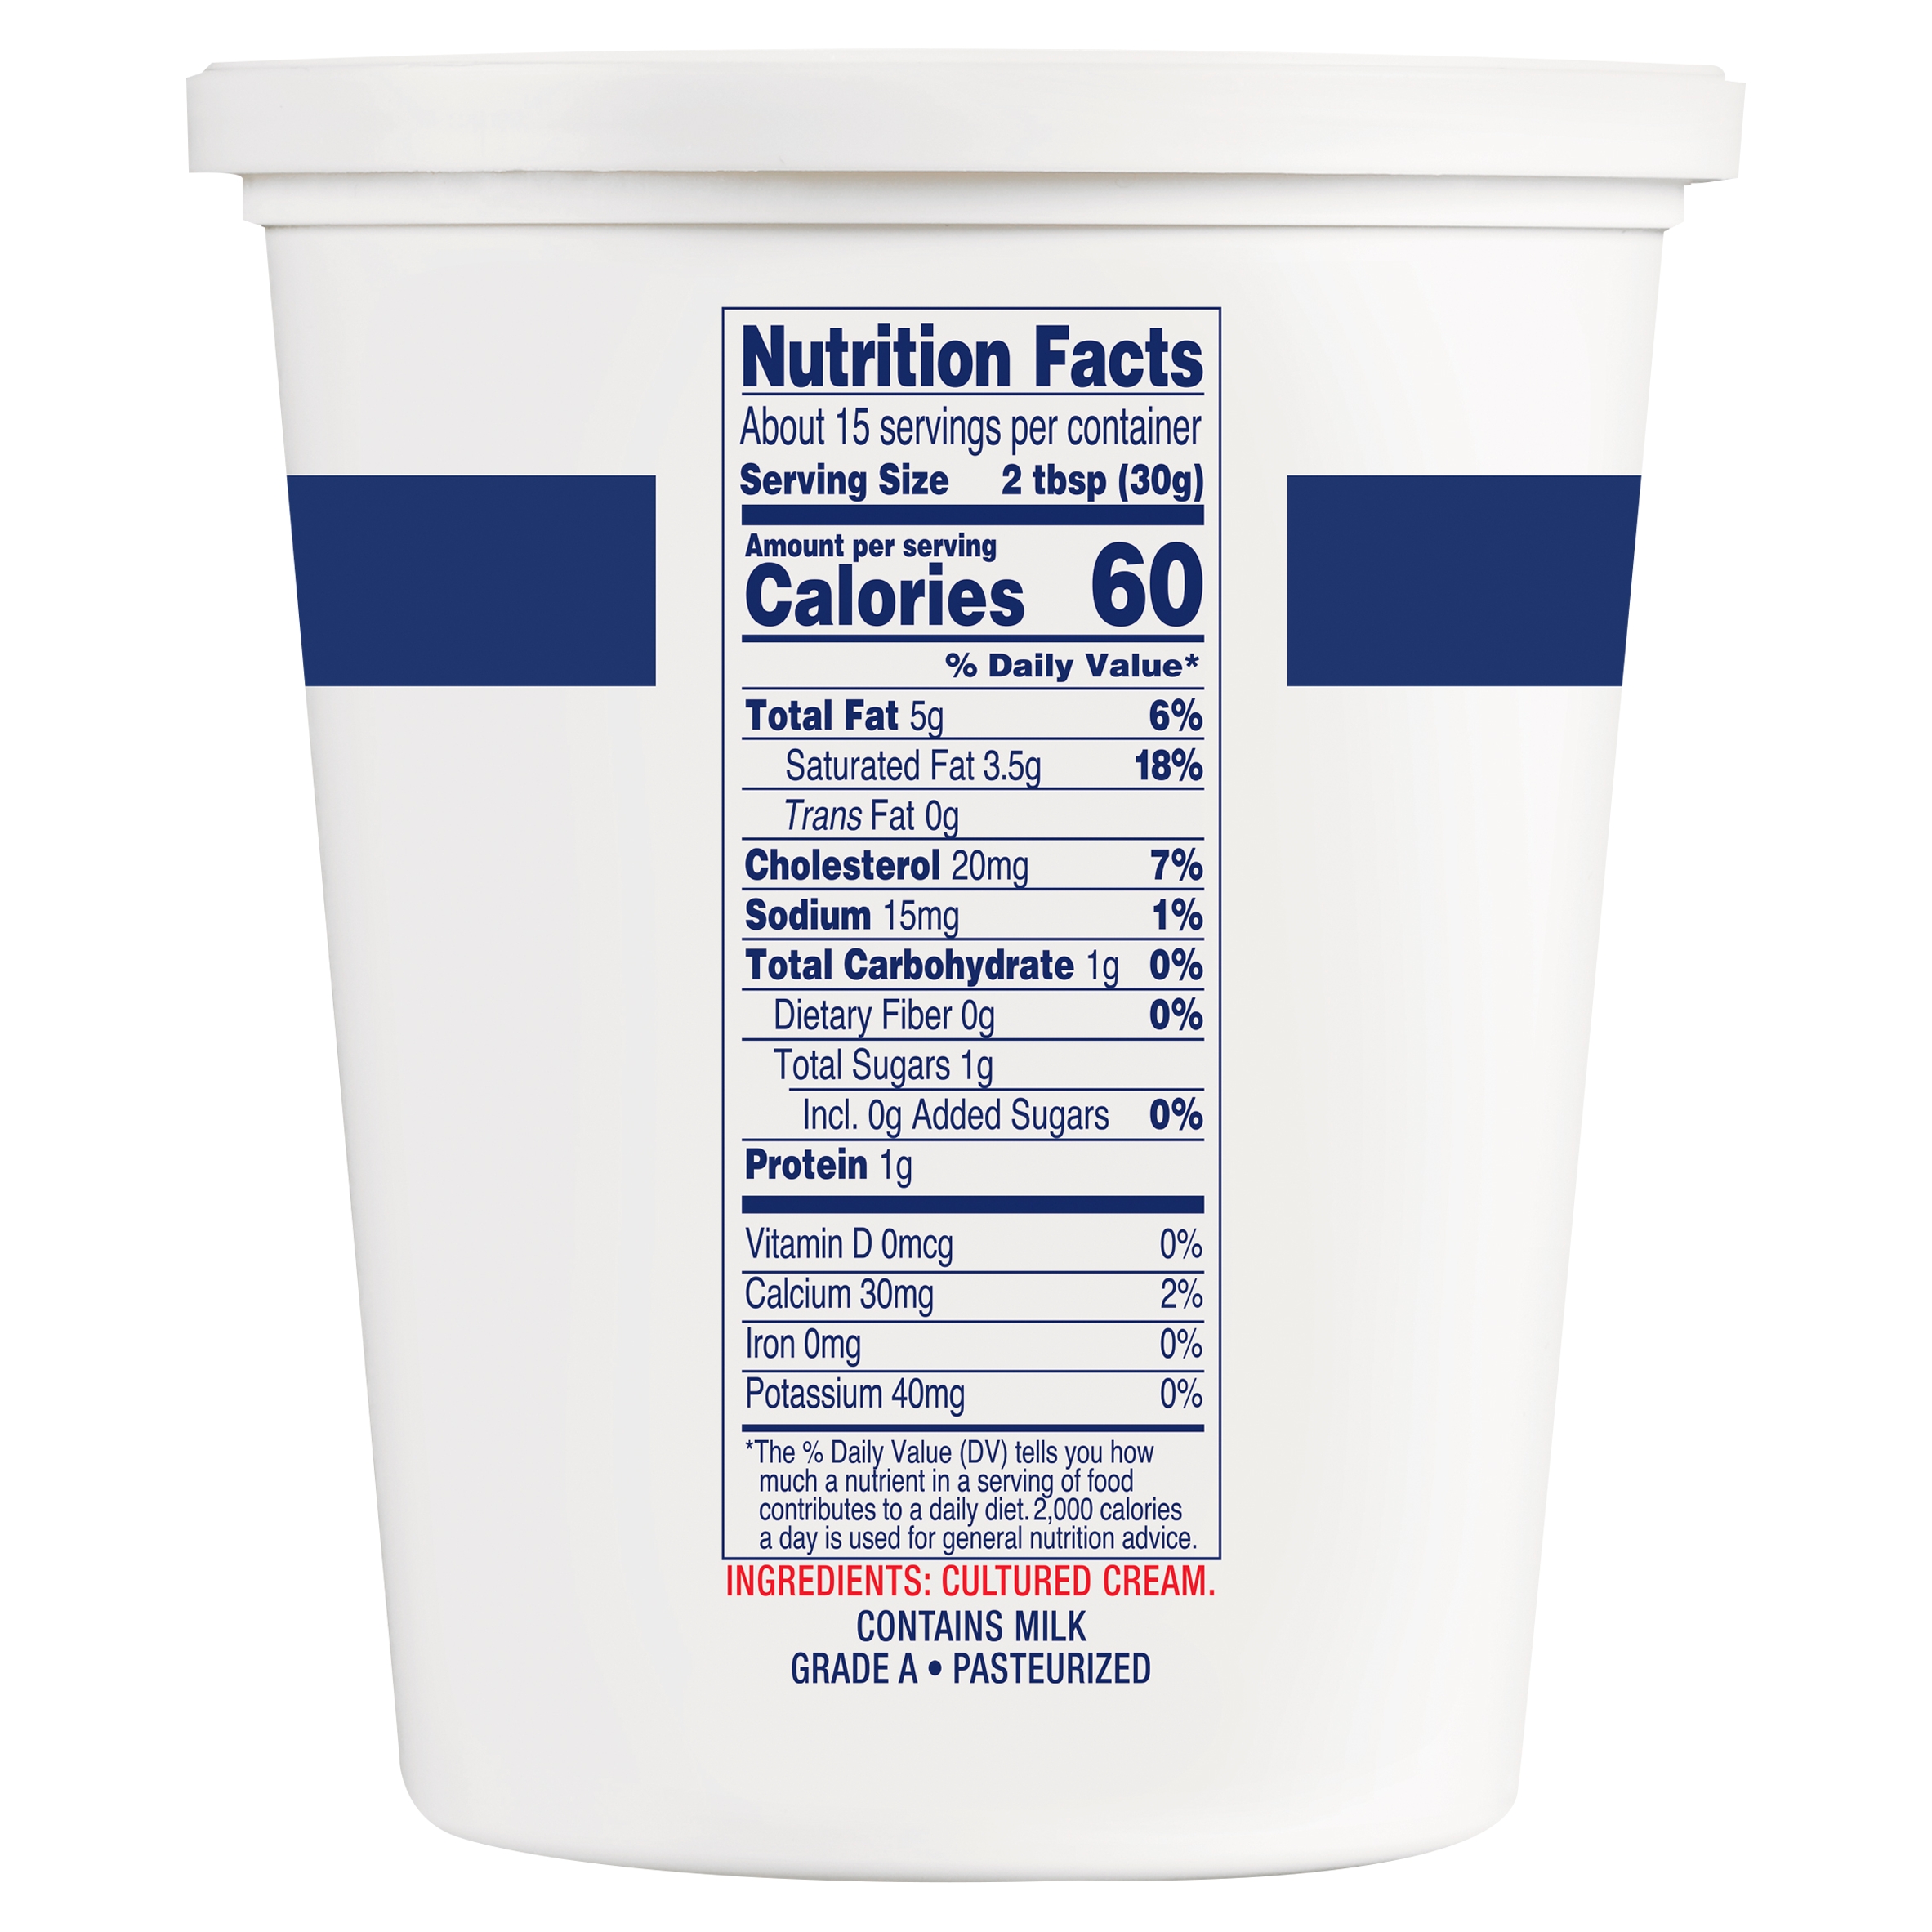 Nutrition Facts
About 15 servings per container
Serving Size 2 tbsp (30g)
Amount per serving
Calories 60
% Daily Value*
Total Fat 5g 6%
Saturated Fat 3.5g 18%
Trans Fat 0g
Cholesterol 20mg 7%
Sodium 15mg 1%
Total Carbohydrate 1g 0%
Dietary Fiber 0g 0%
Total Sugars 1g
Incl. 0g Added Sugars 0%
Protein 1g
Vitamin D 0mcg 0%
Calcium 30mg 2%
Iron 0mg 0%
Potassium 40mg 0%
*The % Daily Value (DV) tells you how
much a nutrient in a serving of food
contributes to a daily diet. 2,000 calories
a day is used for general nutrition advice.
INGREDIENTS: CULTURED CREAM.
CONTAINS MILK
GRADE A • PASTEURIZED